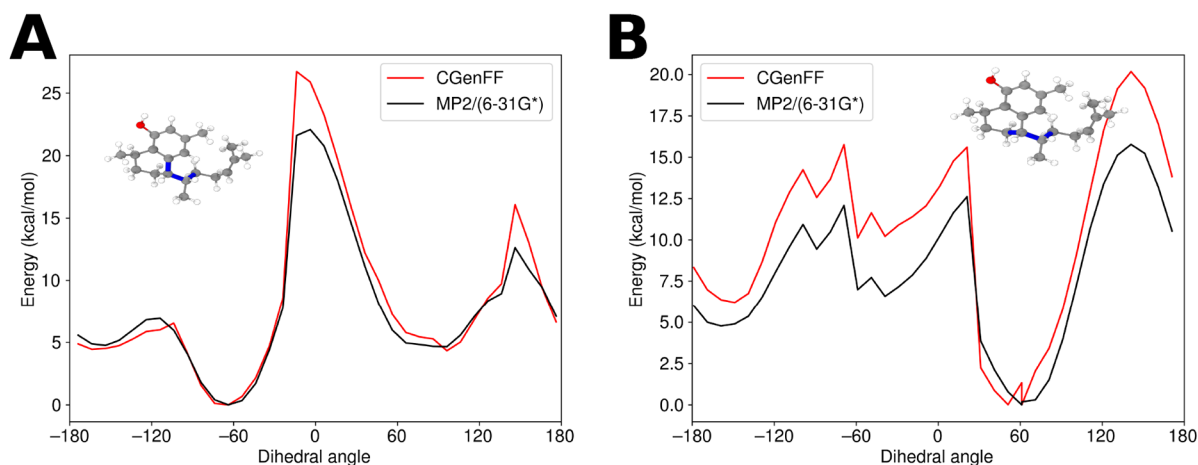 A
CGenFF
MP2/(6-31G*)
Energy (kcal/mol)
25
20
15
10
5
0
−180
−120
−60
0
60
120
180
Dihedral angle
B
CGenFF
MP2/(6-31G*)
Energy (kcal/mol)
20.0
17.5
15.0
12.5
10.0
7.5
5.0
2.5
0.0
−180
−120
−60
0
60
120
180
Dihedral angle